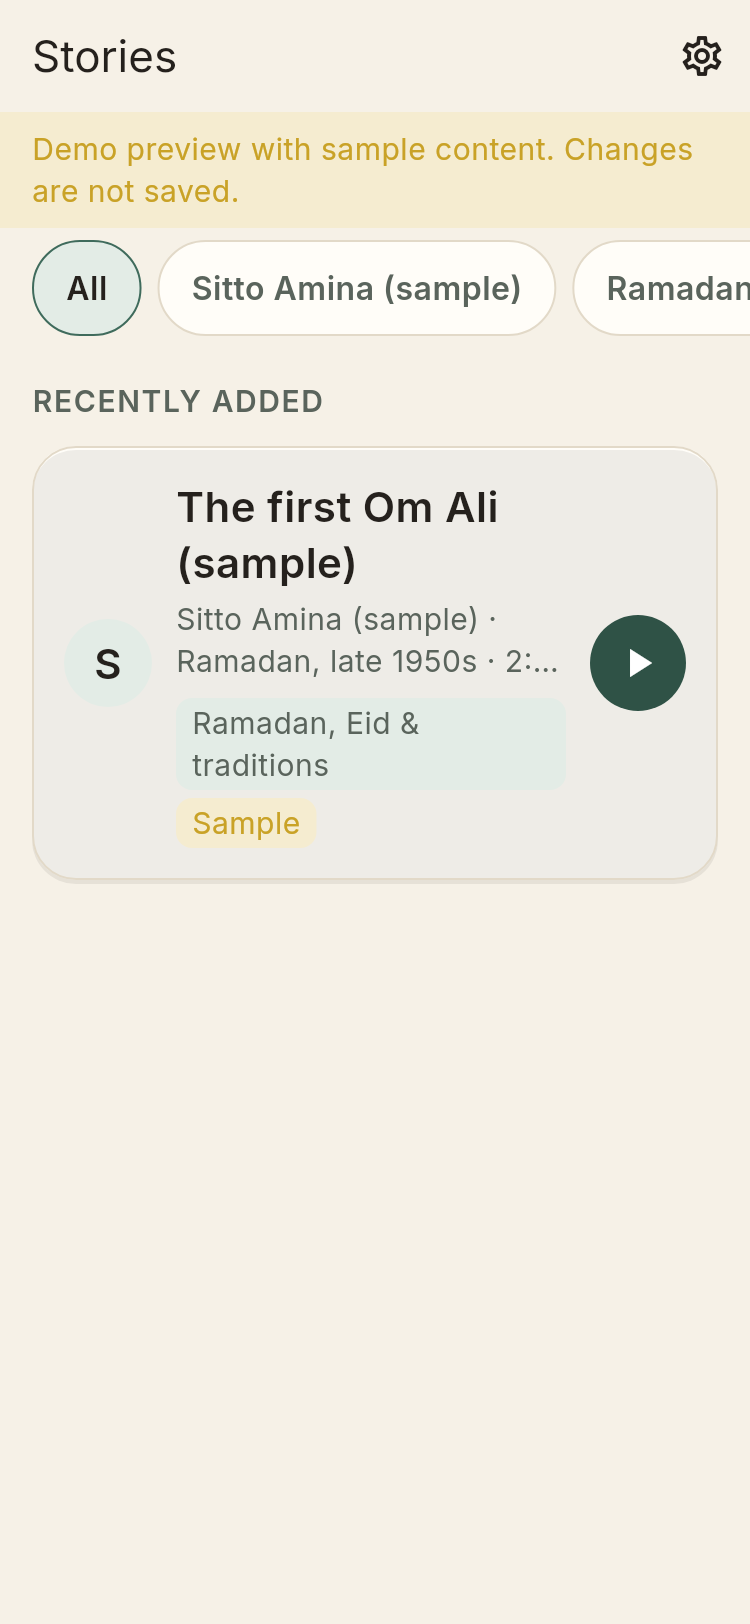 Stories
Demo preview with sample content. Changes
are not saved.
All
Sitto Amina (sample)
Ramadan
RECENTLY ADDED
The first Om Ali
(sample)
Sitto Amina (sample) ·
Ramadan, late 1950s · 2:...
S
Ramadan, Eid &
traditions
Sample